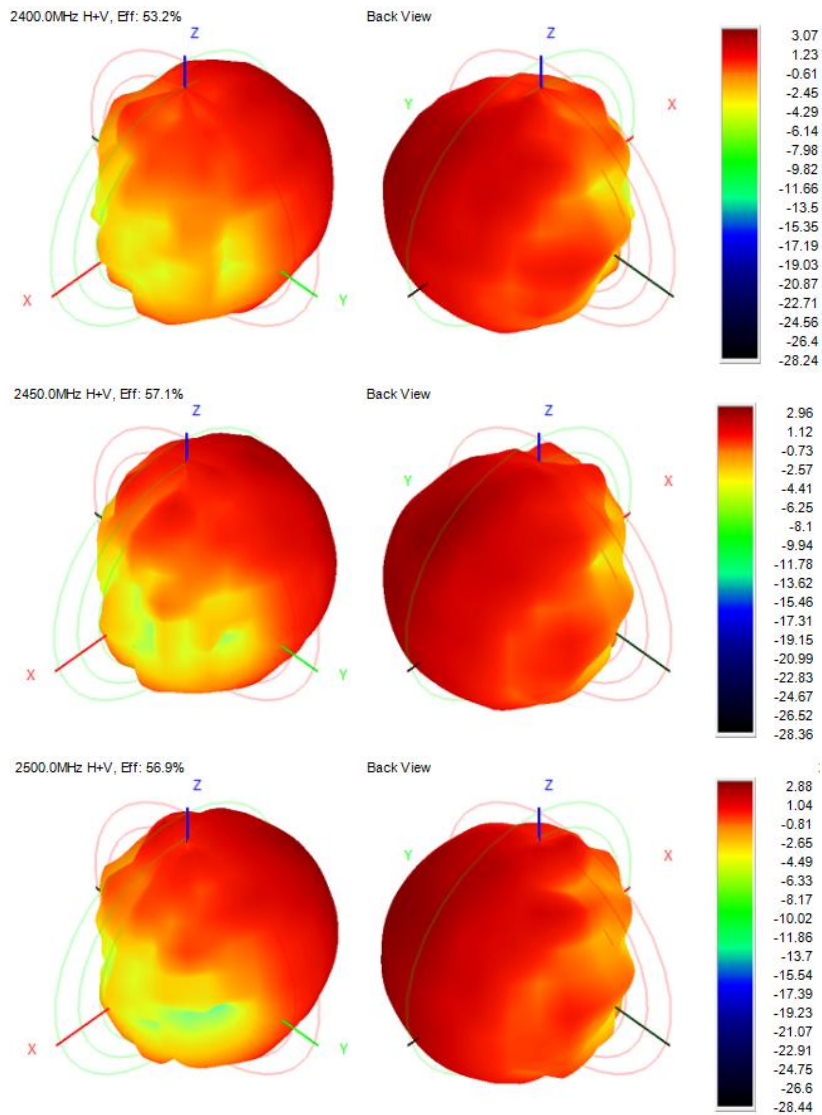 2400.0MHz H+V, Eff: 53.2%
Back View
Z
Z
Y
X
X
Y
3.07
1.23
-0.61
-2.45
-4.29
-6.14
-7.98
-9.82
-11.66
-13.5
-15.35
-17.19
-19.03
-20.87
-22.71
-24.56
-26.4
-28.24
2450.0MHz H+V, Eff: 57.1%
Back View
Z
Z
Y
X
X
Y
2.96
1.12
-0.73
-2.57
-4.41
-6.25
-8.1
-9.94
-11.78
-13.62
-15.46
-17.31
-19.15
-20.99
-22.83
-24.67
-26.52
-28.36
2500.0MHz H+V, Eff: 56.9%
Back View
Z
Z
Y
X
X
Y
2.88
1.04
-0.81
-2.65
-4.49
-6.33
-8.17
-10.02
-11.86
-13.7
-15.54
-17.39
-19.23
-21.07
-22.91
-24.75
-26.6
-28.44